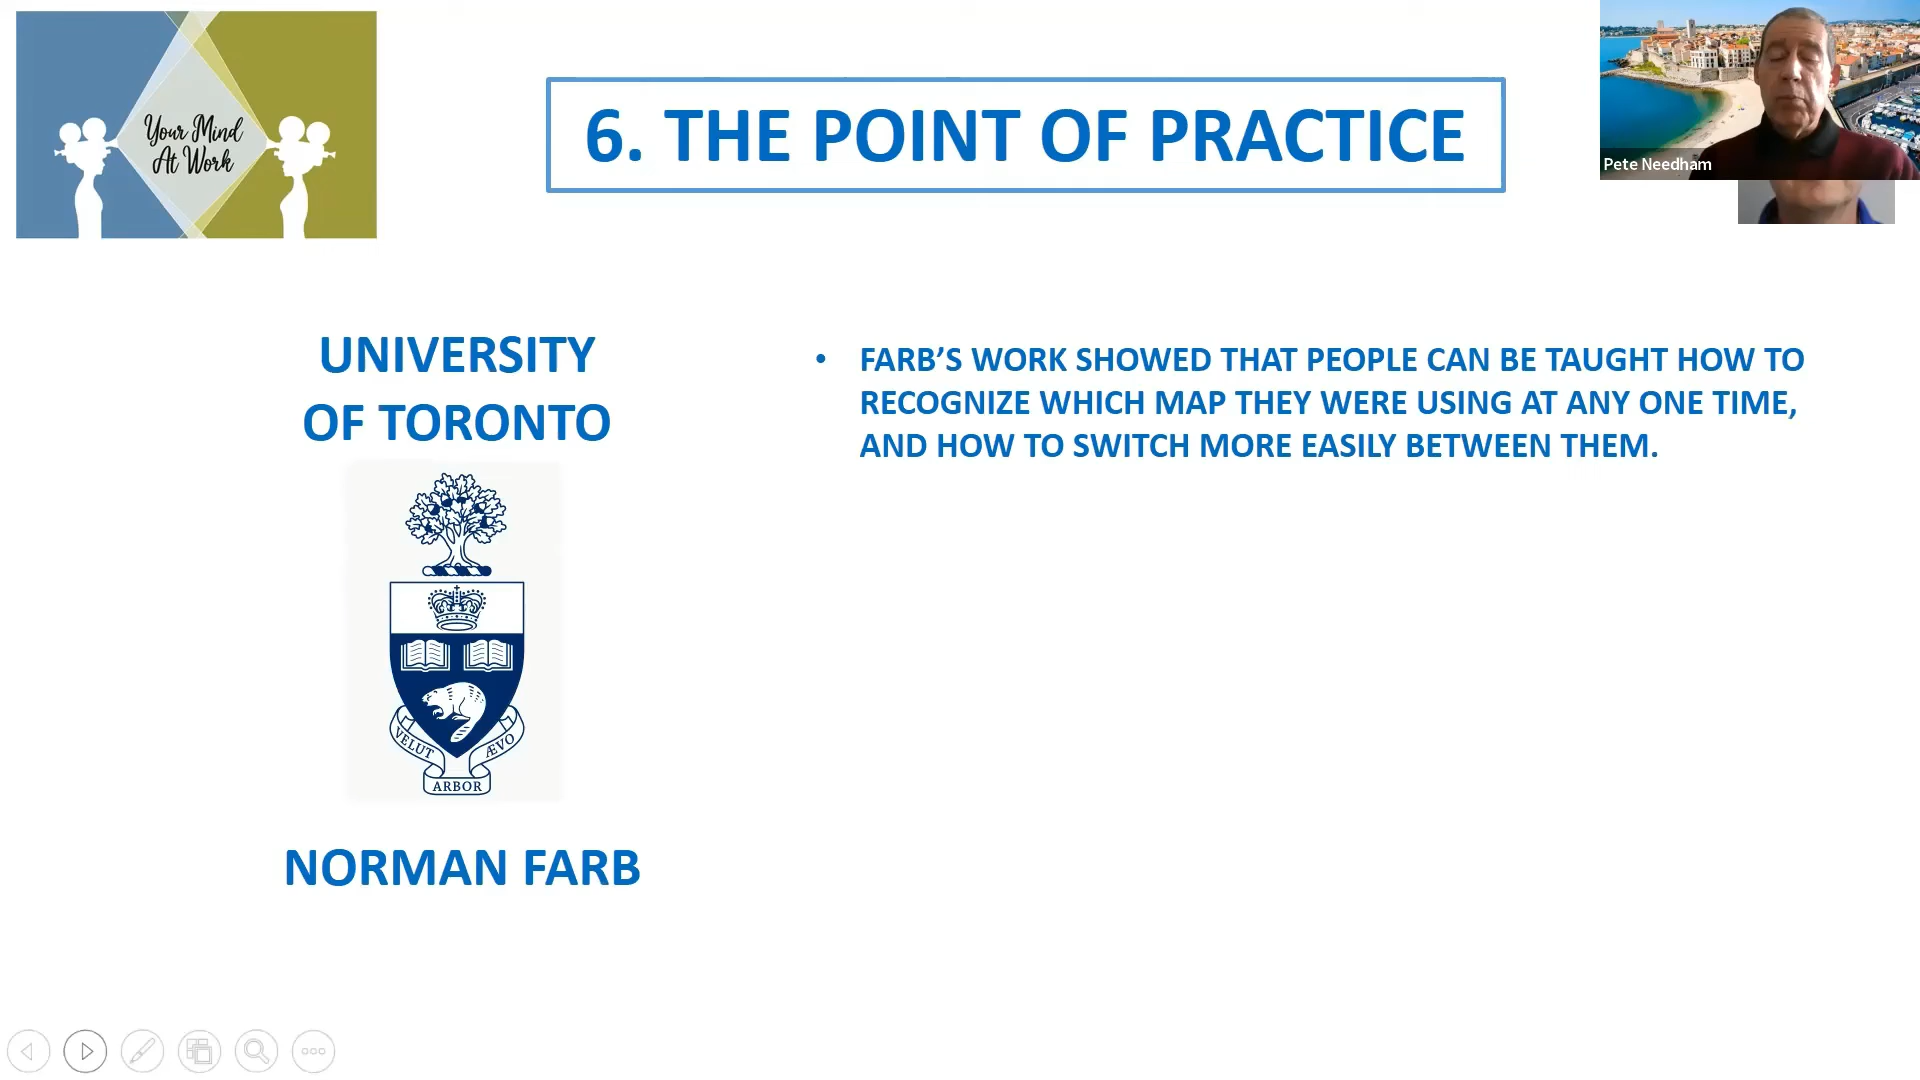 Your Mind
At Work
6. THE POINT OF PRACTICE
Pete Needham
UNIVERSITY
OF TORONTO
VELUT
ÆVO
ARBOR
NORMAN FARB
• FARB’S WORK SHOWED THAT PEOPLE CAN BE TAUGHT HOW TO
RECOGNIZE WHICH MAP THEY WERE USING AT ANY ONE TIME,
AND HOW TO SWITCH MORE EASILY BETWEEN THEM.